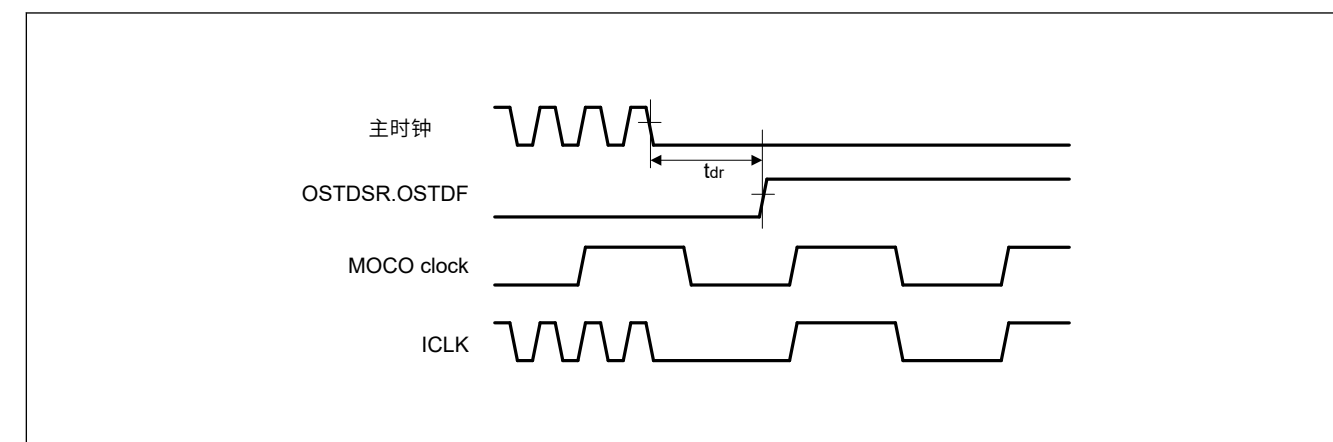 主时钟
tdr
OSTDSR.OSTDF
MOCO clock
ICLK